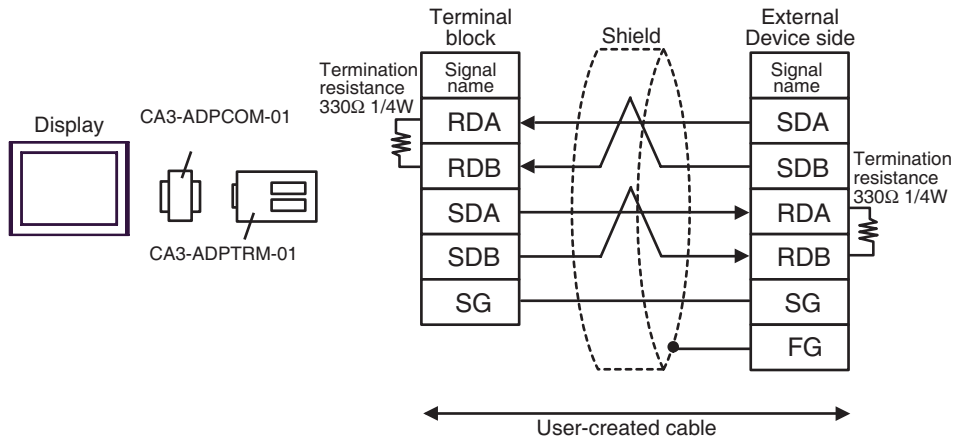 Display
CA3-ADPCOM-01
CA3-ADPTRM-01
Termination
resistance
330Ω 1/4W
Terminal
block
Signal
name
RDA
RDB
SDA
SDB
SG
Shield
External
Device side
Signal
name
SDA
SDB
RDA
RDB
SG
FG
Termination
resistance
330Ω 1/4W
User-created cable